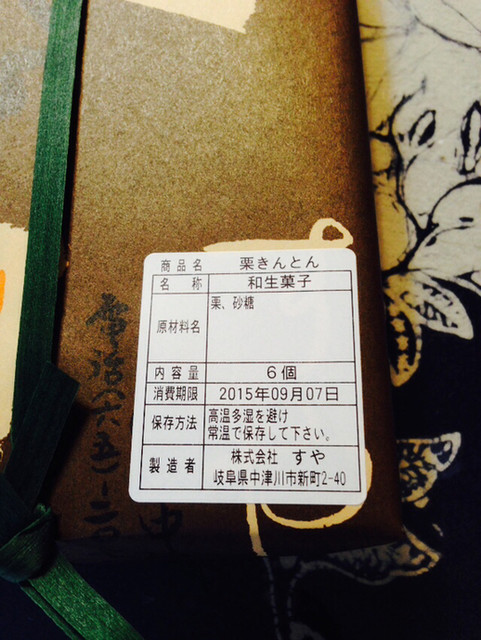 商品名 栗きんとん
名称 和生菓子
原材料名 栗、砂糖
内容量 6個
消費期限 2015年09月07日
保存方法 高温多湿を避け
常温で保存して下さい。
製造者 株式会社 すや
岐阜県中津川市新町2-40